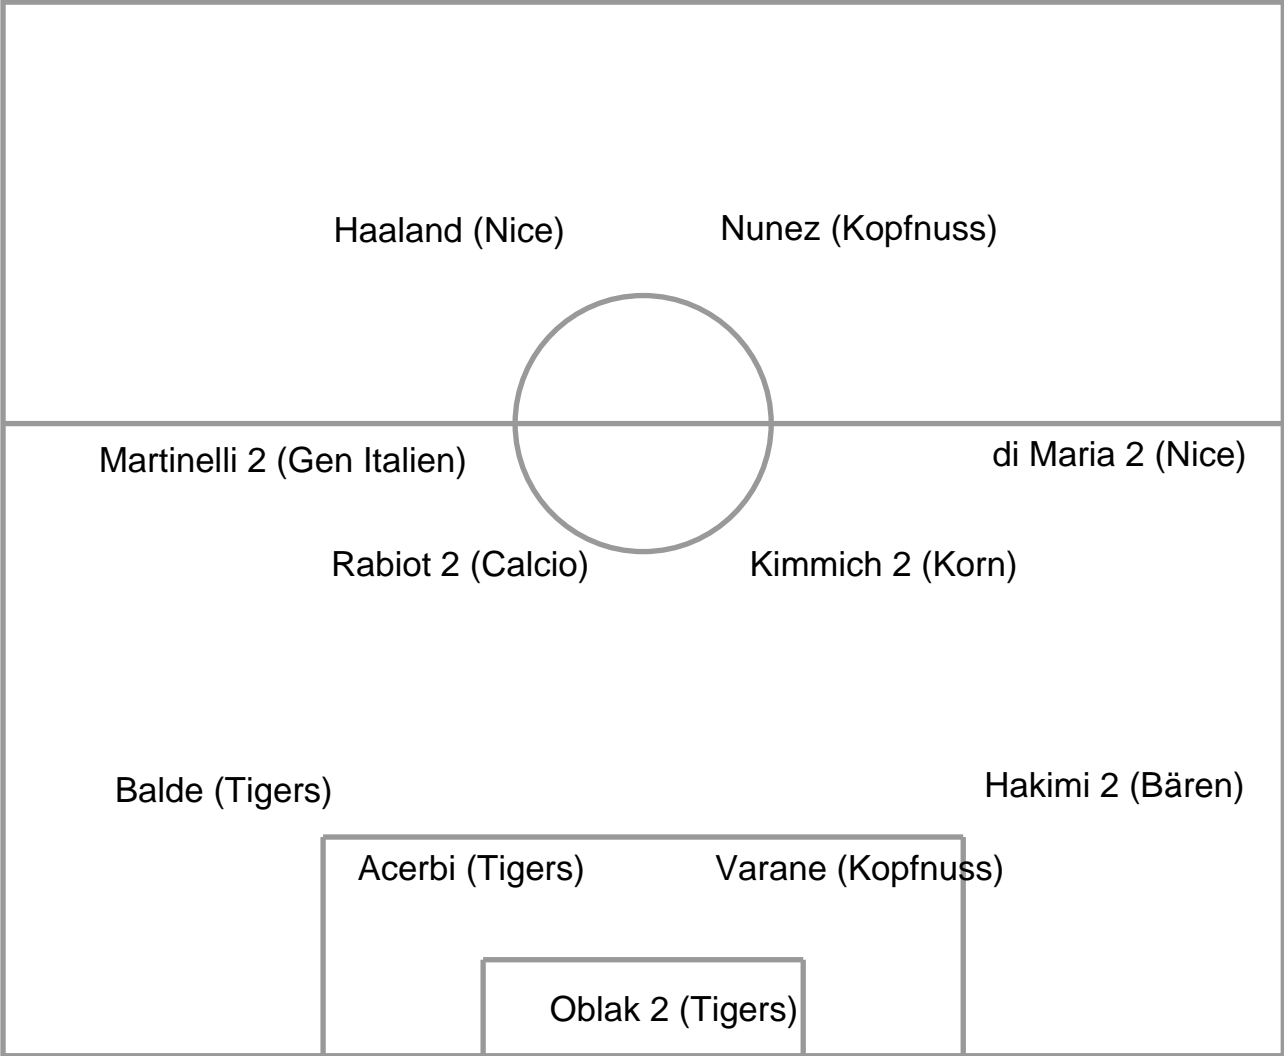 Haaland (Nice)
Nunez (Kopfnuss)
Martinelli 2 (Gen Italien)
di Maria 2 (Nice)
Rabiot 2 (Calcio)
Kimmich 2 (Korn)
Balde (Tigers)
Hakimi 2 (Bären)
Acerbi (Tigers)
Varane (Kopfnuss)
Oblak 2 (Tigers)